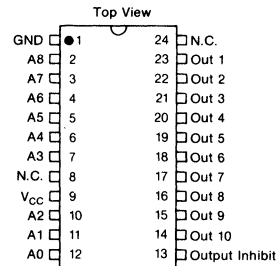 Top View
GND 1 24 N.C.
A8 2 23 Out 1
A7 3 22 Out 2
A6 4 21 Out 3
A5 5 20 Out 4
A4 6 19 Out 5
A3 7 18 Out 6
N.C. 8 17 Out 7
VCC 9 16 Out 8
A2 10 15 Out 9
A1 11 14 Out 10
A0 12 13 Output Inhibit